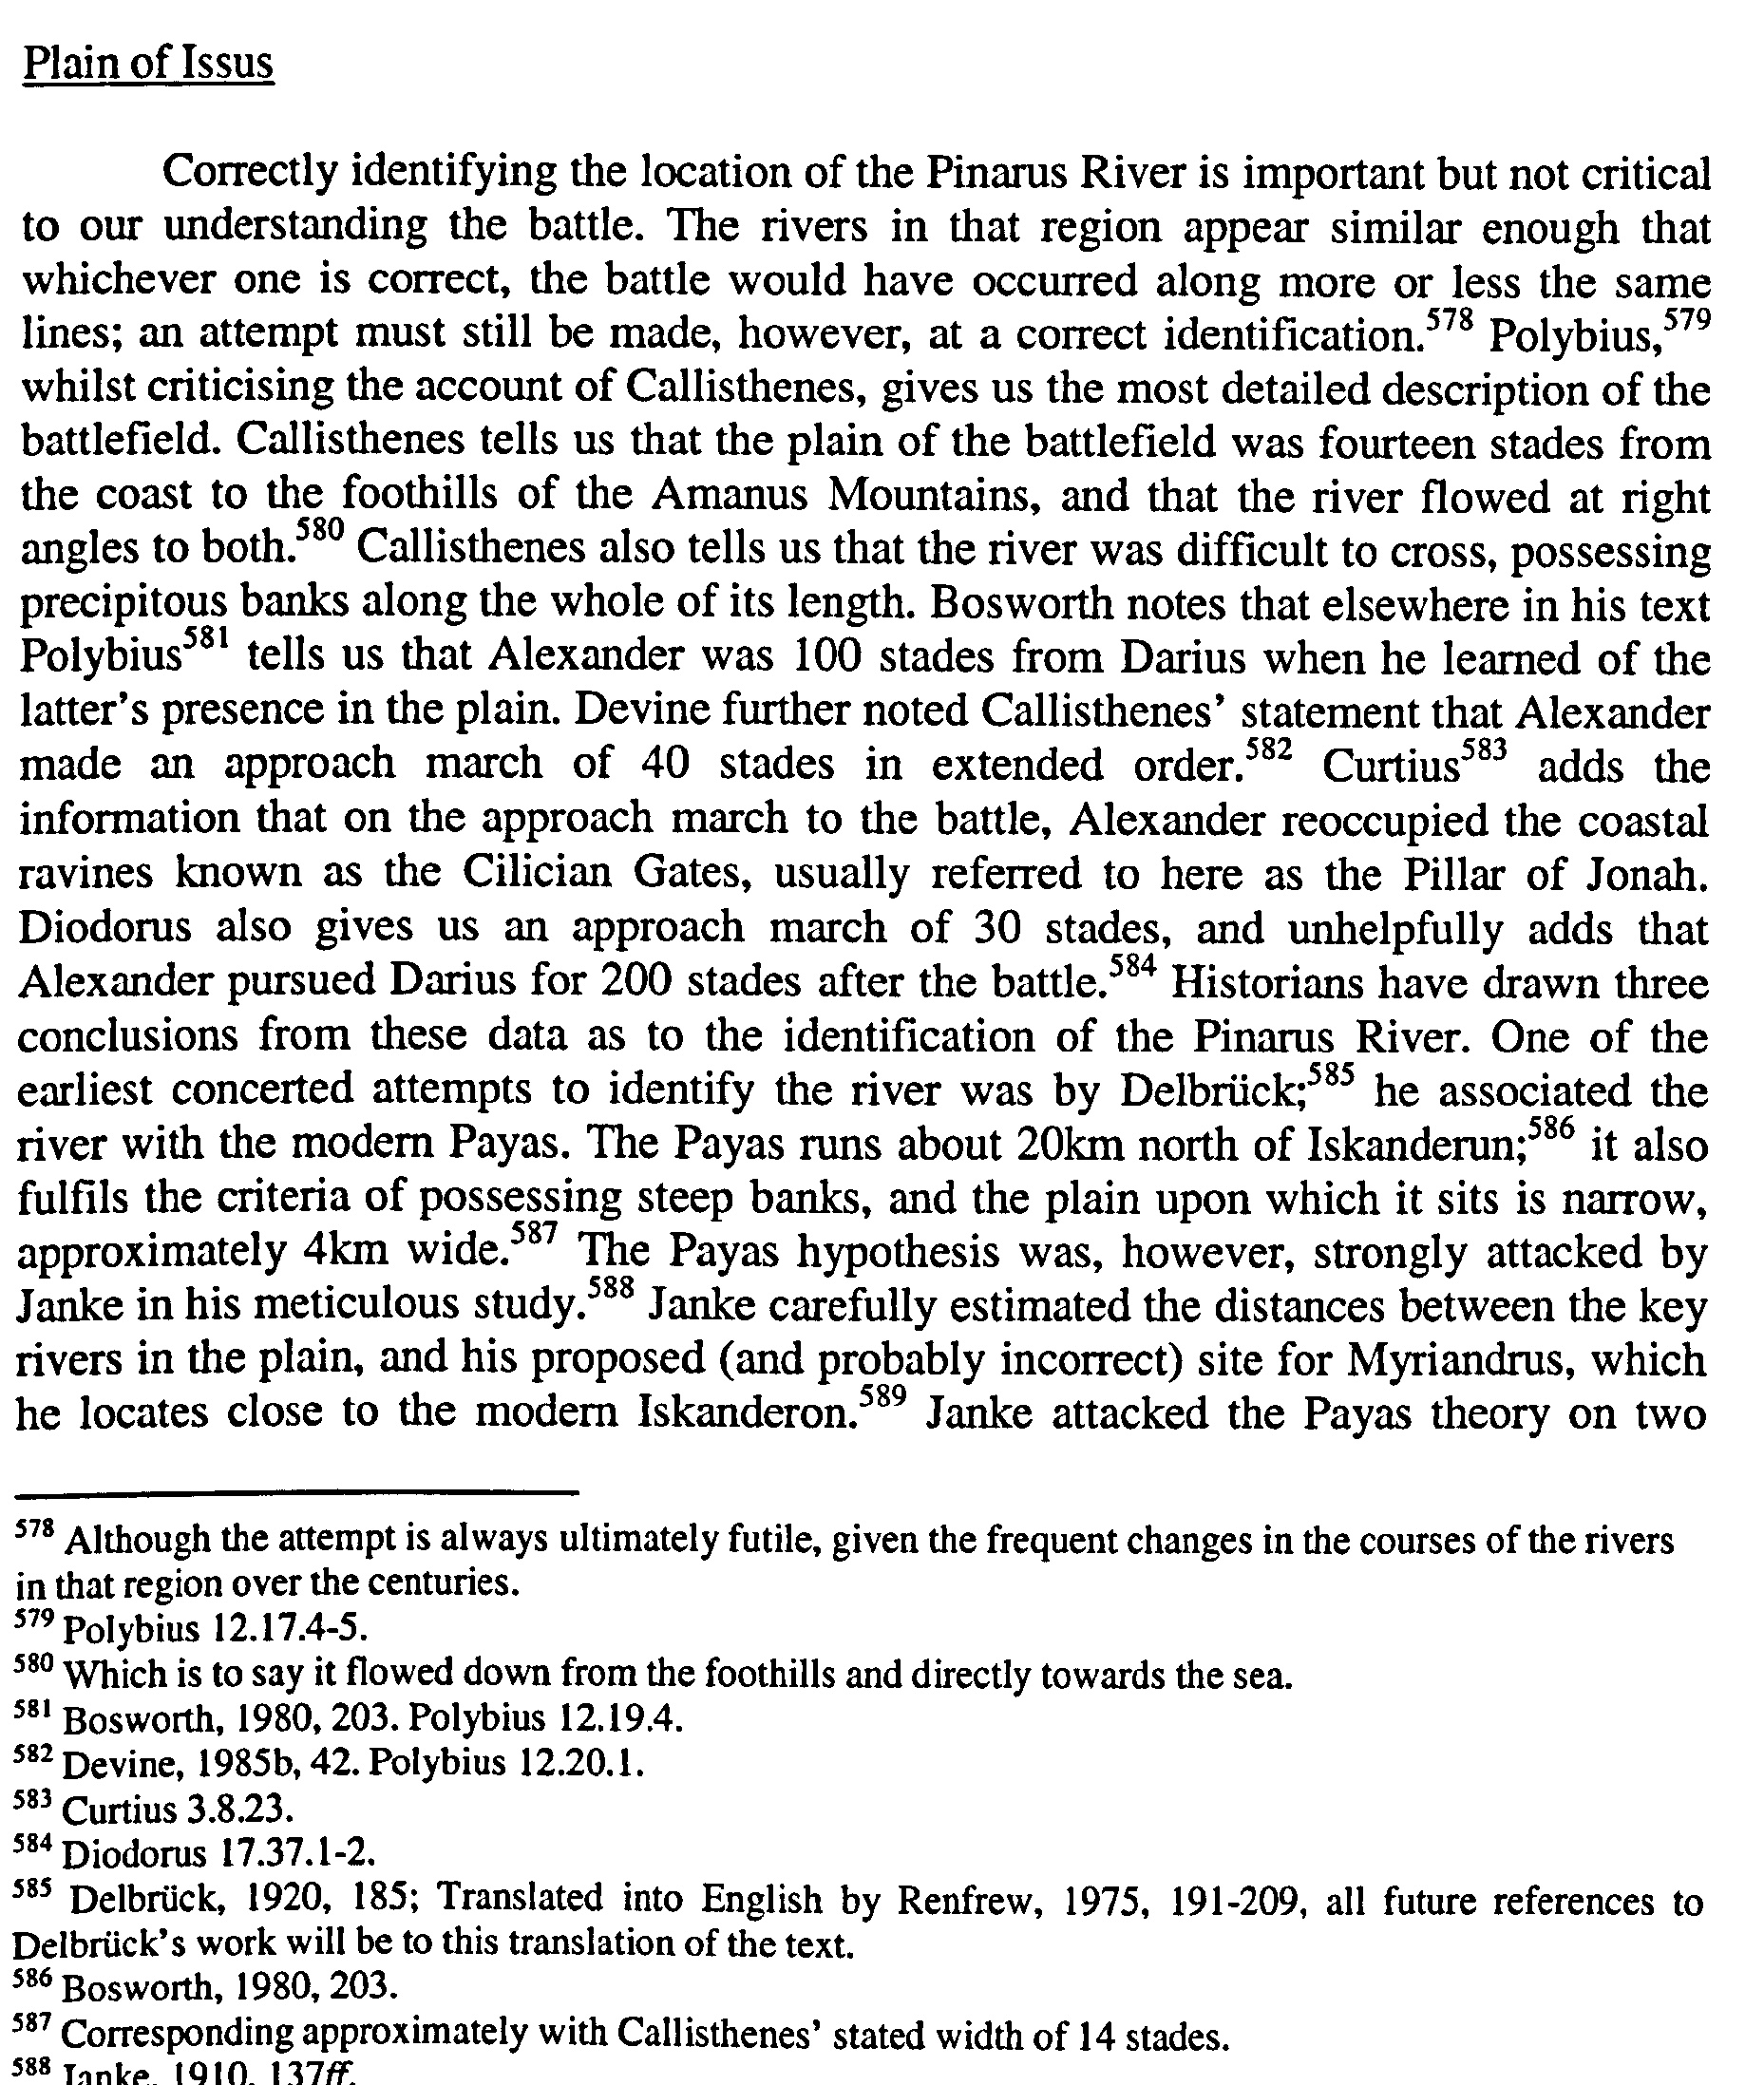 Plain of Issus
Correctly identifying the location of the Pinarus River is important but not critical
to our understanding the battle. The rivers in that region appear similar enough that
whichever one is correct, the battle would have occurred along more or less the same
lines; an attempt must still be made, however, at a correct identification.578 Polybius,579
whilst criticising the account of Callisthenes, gives us the most detailed description of the
battlefield. Callisthenes tells us that the plain of the battlefield was fourteen stades from
the coast to the foothills of the Amanus Mountains, and that the river flowed at right
angles to both.580 Callisthenes also tells us that the river was difficult to cross, possessing
precipitous banks along the whole of its length. Bosworth notes that elsewhere in his text
Polybius581 tells us that Alexander was 100 stades from Darius when he learned of the
latter's presence in the plain. Devine further noted Callisthenes' statement that Alexander
made an approach march of 40 stades in extended order.582 Curtius583 adds the
information that on the approach march to the battle, Alexander reoccupied the coastal
ravines known as the Cilician Gates, usually referred to here as the Pillar of Jonah.
Diodorus also gives us an approach march of 30 stades, and unhelpfully adds that
Alexander pursued Darius for 200 stades after the battle.584 Historians have drawn three
conclusions from these data as to the identification of the Pinarus River. One of the
earliest concerted attempts to identify the river was by Delbrück;585 he associated the
river with the modern Payas. The Payas runs about 20km north of Iskanderun;586 it also
fulfils the criteria of possessing steep banks, and the plain upon which it sits is narrow,
approximately 4km wide.587 The Payas hypothesis was, however, strongly attacked by
Janke in his meticulous study.588 Janke carefully estimated the distances between the key
rivers in the plain, and his proposed (and probably incorrect) site for Myriandrus, which
he locates close to the modern Iskanderon.589 Janke attacked the Payas theory on two
578 Although the attempt is always ultimately futile, given the frequent changes in the courses of the rivers
in that region over the centuries.
579 Polybius 12.17.4-5.
580 Which is to say it flowed down from the foothills and directly towards the sea.
581 Bosworth, 1980, 203. Polybius 12.19.4.
582 Devine, 1985b, 42. Polybius 12.20.1.
583 Curtius 3.8.23.
584 Diodorus 17.37.1-2.
585 Delbrück, 1920, 185; Translated into English by Renfrew, 1975, 191-209, all future references to
Delbrück's work will be to this translation of the text.
586 Bosworth, 1980, 203.
587 Corresponding approximately with Callisthenes' stated width of 14 stades.
588 Janke, 1910, 137ff.